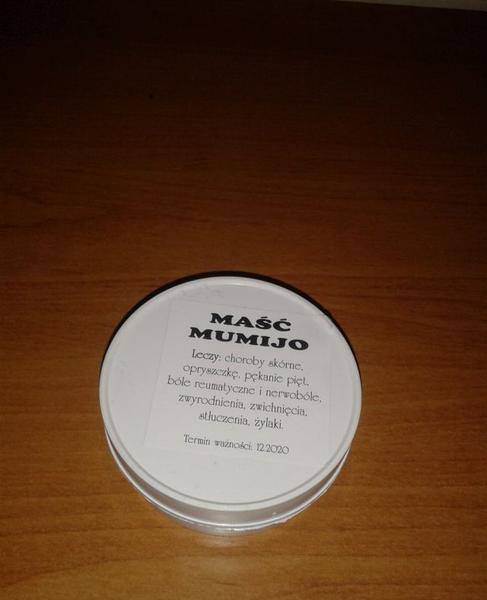 MAŚĆ
MUMIJO
Leczy: choroby skórne,
opryszczkę, pękanie pięt,
bóle reumatyczne i nerwobóle,
zwyrodnienia, zwichnięcia,
stłuczenia, żylaki.
Termin ważności: 12.2020